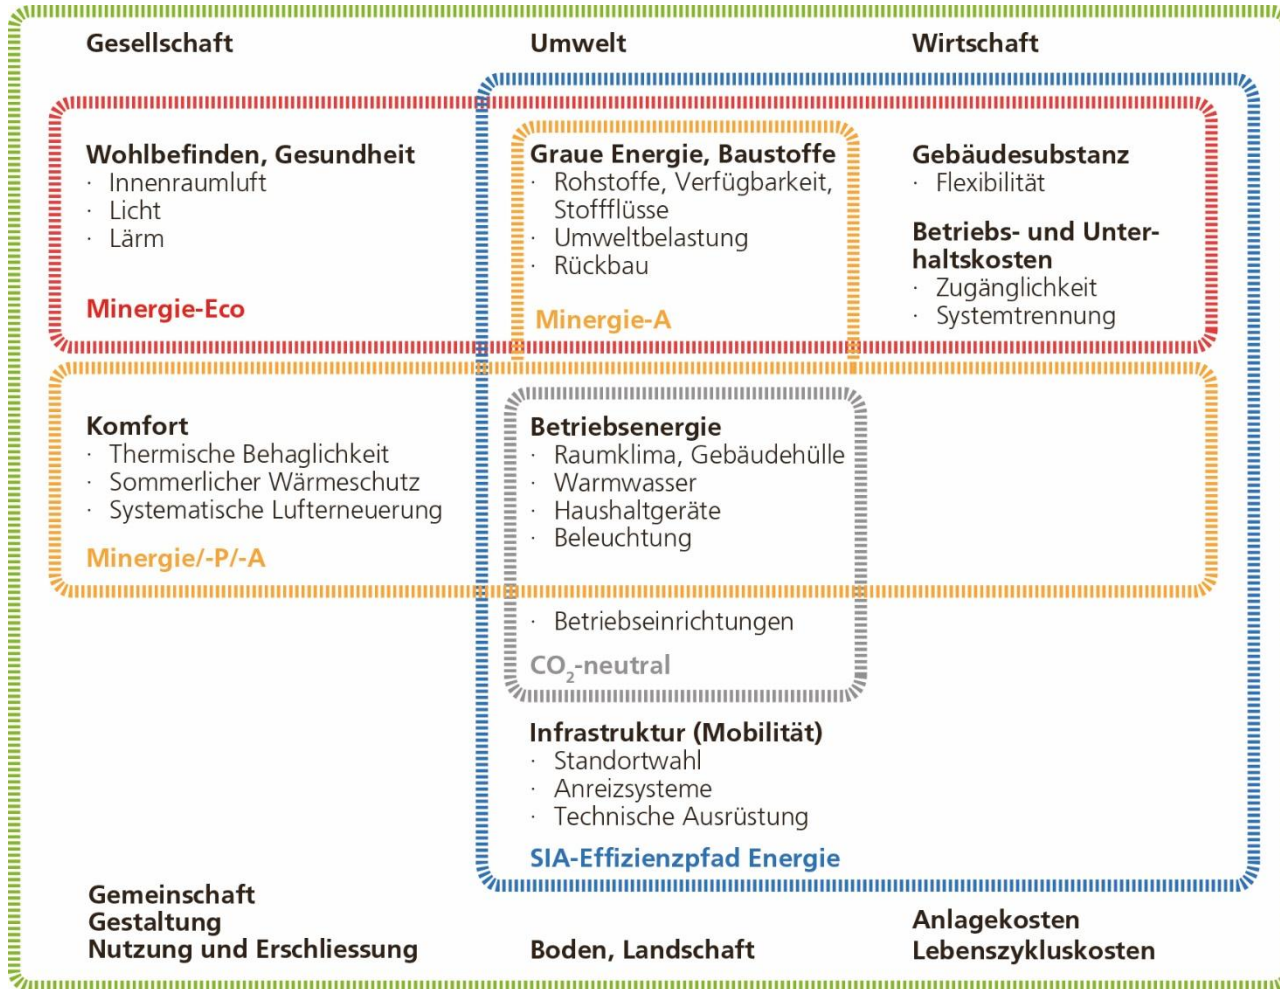 Gesellschaft
Umwelt
Wirtschaft
Wohlbefinden, Gesundheit
· Innenraumluft
· Licht
· Lärm
Minergie-Eco
Graue Energie, Baustoffe
· Rohstoffe, Verfügbarkeit,
Stoffflüsse
· Umweltbelastung
· Rückbau
Minergie-A
Gebäudesubstanz
· Flexibilität
Betriebs- und Unter-
haltskosten
· Zugänglichkeit
· Systemtrennung
Komfort
· Thermische Behaglichkeit
· Sommerlicher Wärmeschutz
· Systematische Lufterneuerung
Minergie/-P/-A
Betriebsenergie
· Raumklima, Gebäudehülle
· Warmwasser
· Haushaltgeräte
· Beleuchtung
· Betriebseinrichtungen
CO₂-neutral
Infrastruktur (Mobilität)
· Standortwahl
· Anreizsysteme
· Technische Ausrüstung
SIA-Effizienzpfad Energie
Gemeinschaft
Gestaltung
Nutzung und Erschliessung
Boden, Landschaft
Anlagekosten
Lebenszykluskosten